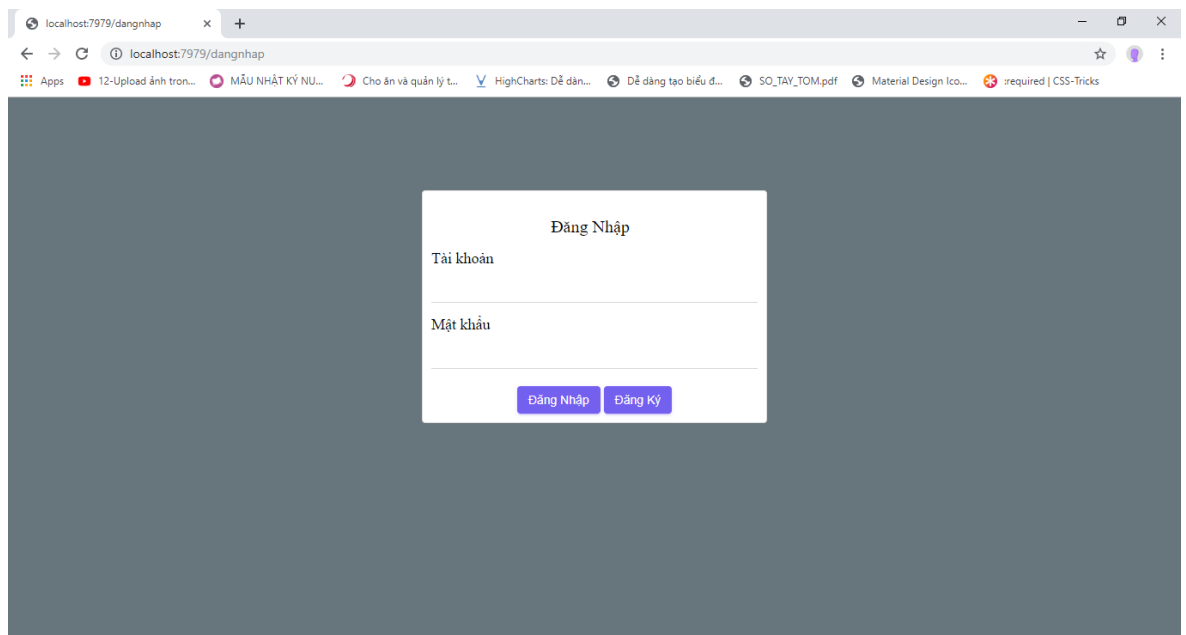 localhost:7979/dangnhap
localhost:7979/dangnhap
Apps 12-Upload ảnh tron... MẪU NHẬT KÝ NU... Cho ăn và quản lý t... HighCharts: Dễ dàn... Dễ dàng tạo biểu đ... SO_TAY_TOM.pdf Material Design Ico... :required | CSS-Tricks
Đăng Nhập
Tài khoản
Mật khẩu
Đăng Nhập Đăng Ký